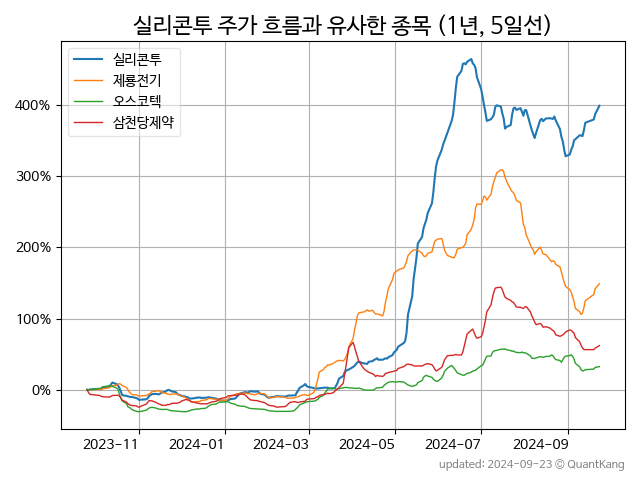 실리콘투 주가 흐름과 유사한 종목 (1년, 5일선)
실리콘투
제룡전기
오스코텍
삼천당제약
400%
300%
200%
100%
0%
2023-11 2024-01 2024-03 2024-05 2024-07 2024-09
updated: 2024-09-23 © QuantKang